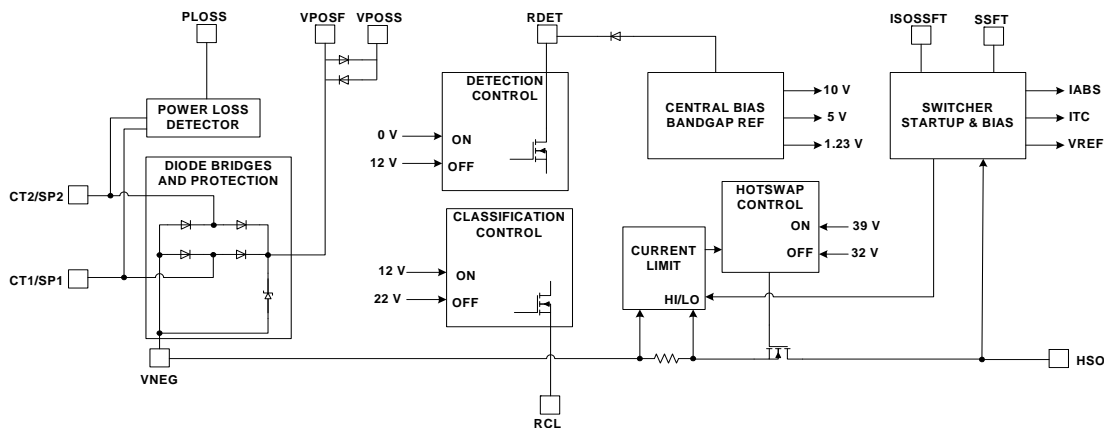 PLOSS
VPOSF
VPOSS
RDET
ISOSSFT
SSFT
POWER LOSS
DETECTOR
DETECTION
CONTROL
0 V
ON
12 V
OFF
CENTRAL BIAS
BANDGAP REF
10 V
5 V
1.23 V
SWITCHER
STARTUP & BIAS
IABS
ITC
VREF
DIODE BRIDGES
AND PROTECTION
CT2/SP2
CT1/SP1
CLASSIFICATION
CONTROL
12 V
ON
22 V
OFF
CURRENT
LIMIT
HI/LO
HOTSWAP
CONTROL
ON
39 V
OFF
32 V
VNEG
RCL
HSO